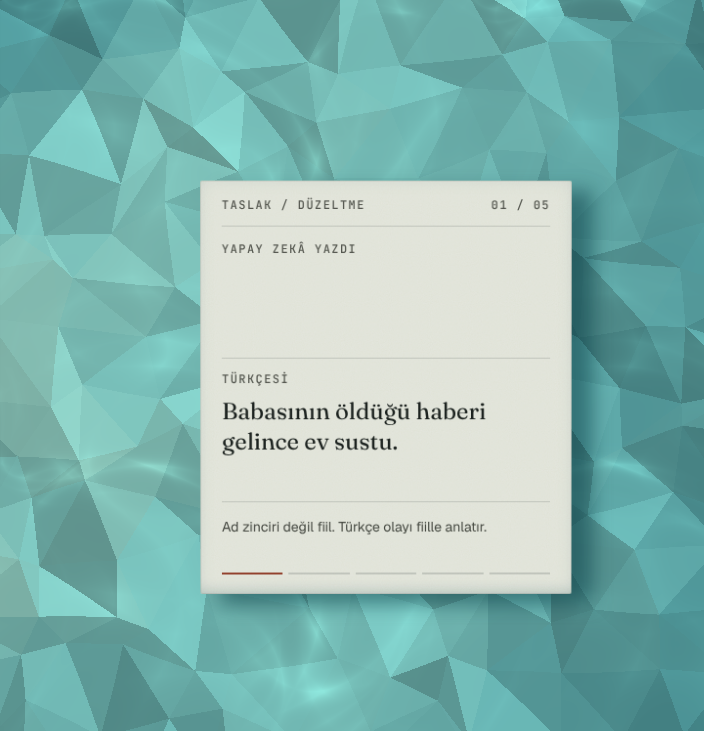 TASLAK / DÜZELTME 01 / 05
YAPAY ZEKÂ YAZDI
TÜRKÇESİ
Babasının öldüğü haberi
gelince ev sustu.
Ad zinciri değil fiil. Türkçe olayı fiille anlatır.